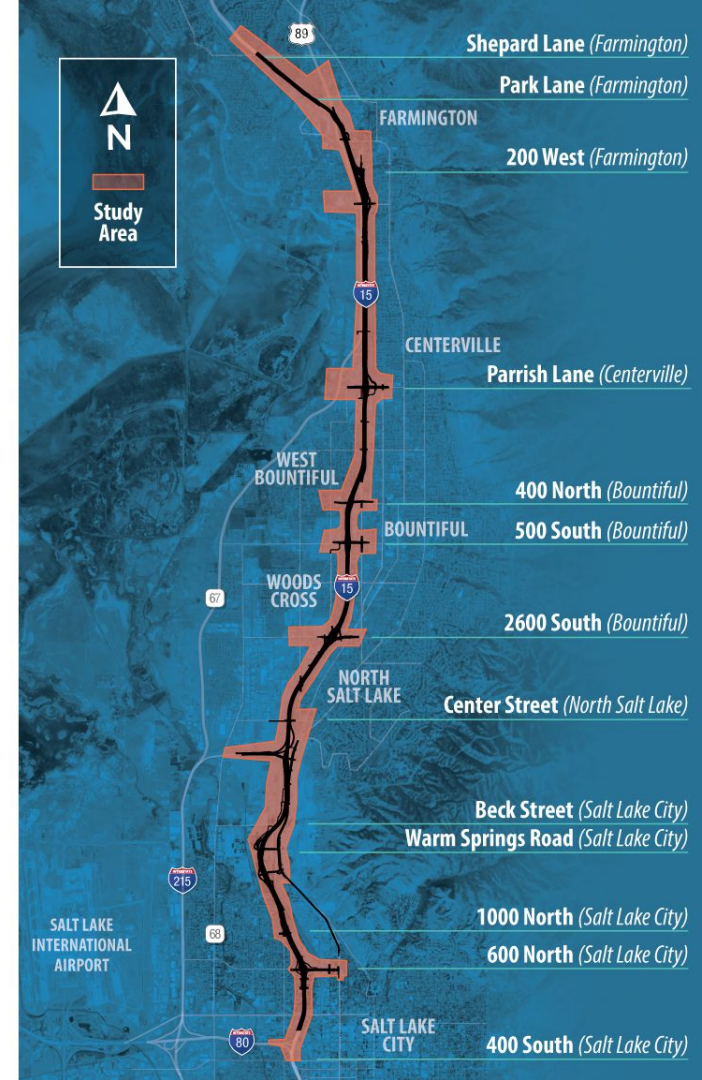 89
Shepard Lane (Farmington)
Park Lane (Farmington)
FARMINGTON
N
200 West (Farmington)
Study
Area
INTERSTATE
15
CENTERVILLE
Parrish Lane (Centerville)
WEST
BOUNTIFUL
400 North (Bountiful)
BOUNTIFUL
500 South (Bountiful)
WOODS
CROSS
INTERSTATE
15
67
2600 South (Bountiful)
NORTH
SALT LAKE
Center Street (North Salt Lake)
Beck Street (Salt Lake City)
Warm Springs Road (Salt Lake City)
INTERSTATE
215
1000 North (Salt Lake City)
68
SALT LAKE
INTERNATIONAL
AIRPORT
600 North (Salt Lake City)
SALT LAKE
CITY
INTERSTATE
80
400 South (Salt Lake City)